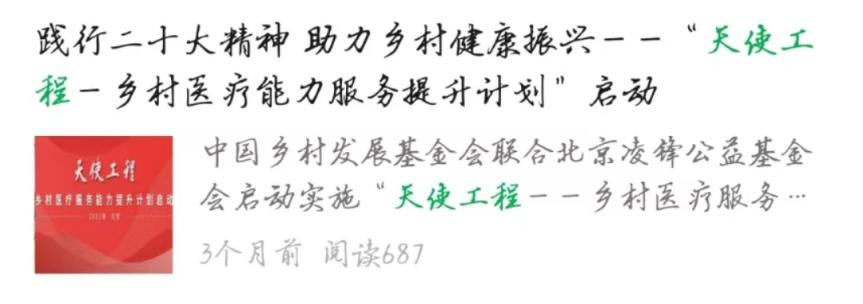 践行二十大精神 助力乡村健康振兴--“天使工
程-乡村医疗能力服务提升计划”启动
中国乡村发展基金会联合北京凌锋公益基金
会启动实施“天使工程--乡村医疗服务…
3个月前 阅读687
天使工程
乡村医疗服务能力提升计划启动